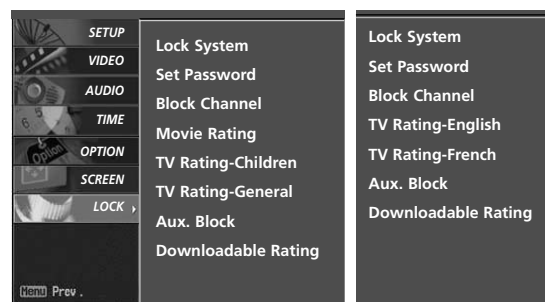 SETUP
VIDEO
AUDIO
TIME
OPTION
SCREEN
LOCK
Menu Prev.
Lock System
Set Password
Block Channel
Movie Rating
TV Rating-Children
TV Rating-General
Aux. Block
Downloadable Rating
Lock System
Set Password
Block Channel
TV Rating-English
TV Rating-French
Aux. Block
Downloadable Rating